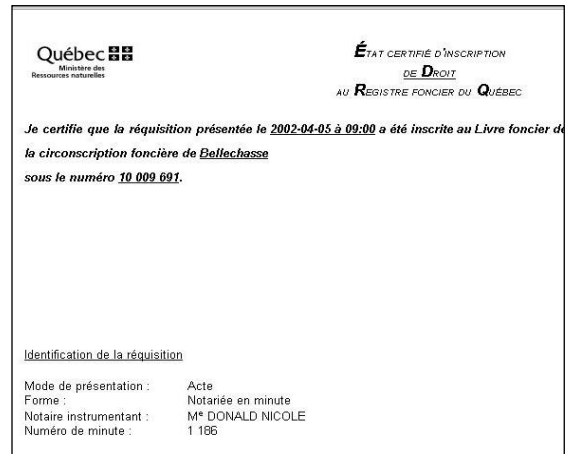 Québec
Ministère des
Ressources naturelles
ÉTAT CERTIFIÉ D'INSCRIPTION
DE DROIT
AU REGISTRE FONCIER DU QUÉBEC
Je certifie que la réquisition présentée le 2002-04-05 à 09:00 a été inscrite au Livre foncier de
la circonscription foncière de Bellechasse
sous le numéro 10 009 691.
Identification de la réquisition
Mode de présentation : Acte
Forme : Notariée en minute
Notaire instrumentant : Me DONALD NICOLE
Numéro de minute : 1 186